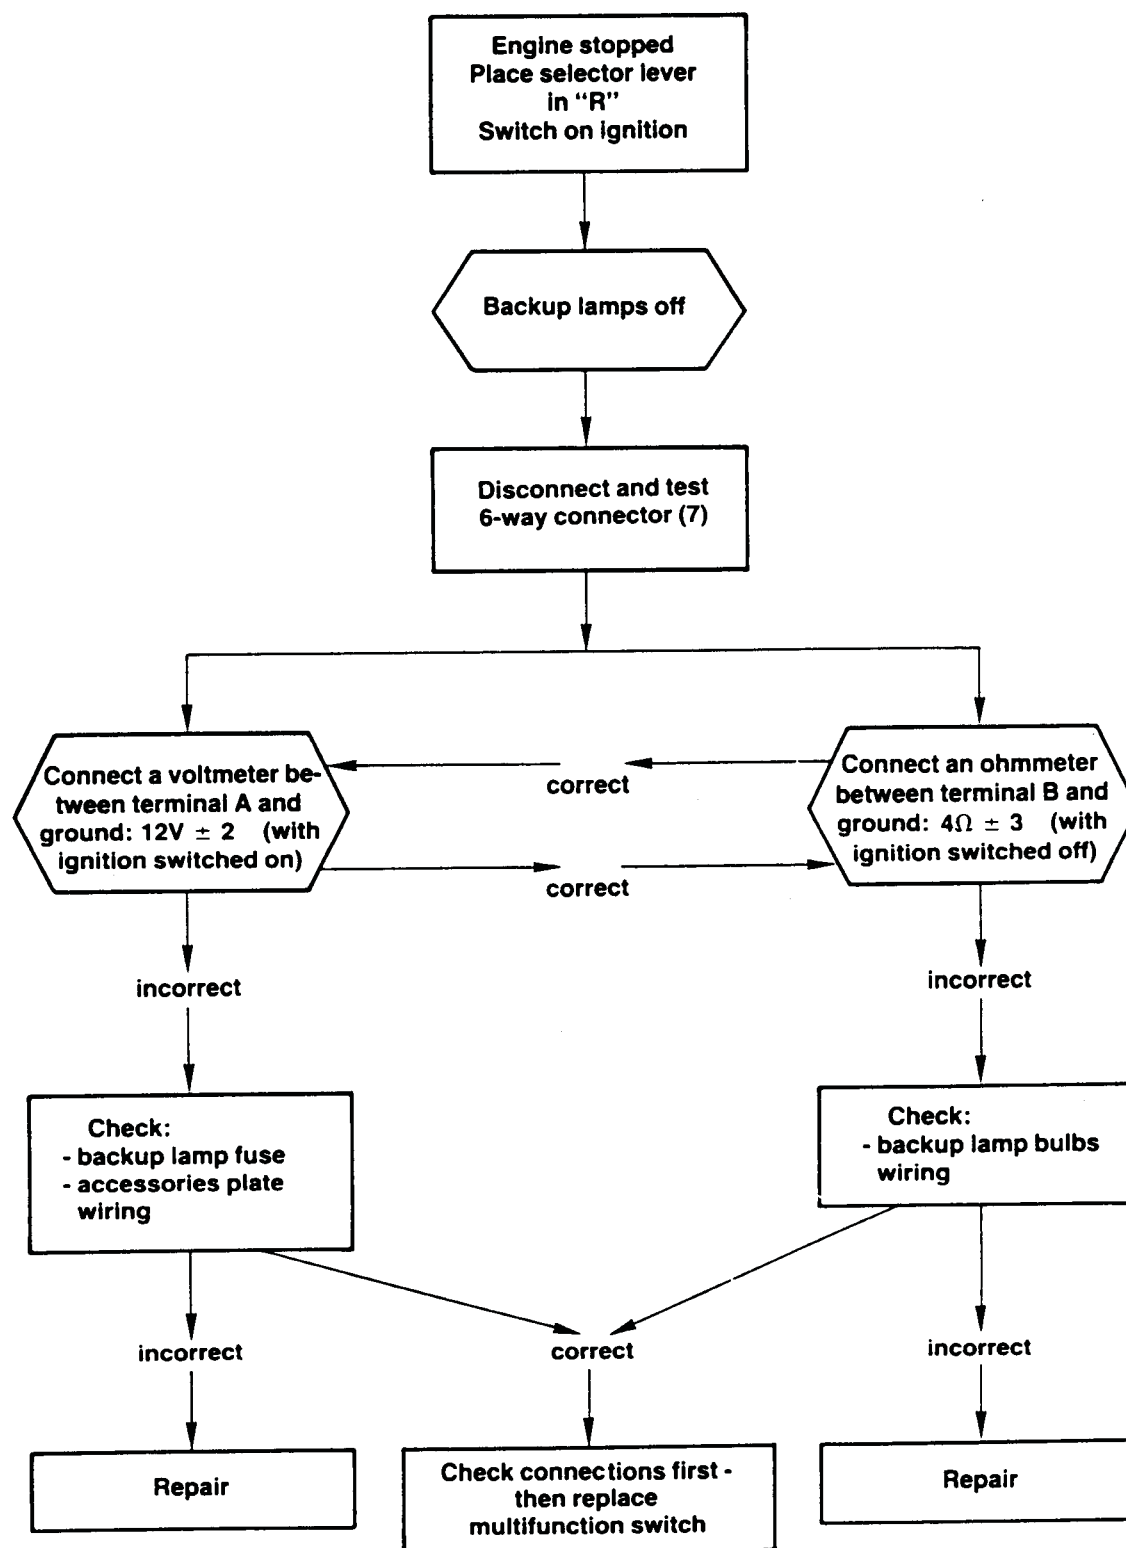 Engine stopped
Place selector lever
in “R”
Switch on ignition
Backup lamps off
Disconnect and test
6-way connector (7)
Connect a voltmeter be-
tween terminal A and
ground: 12V ± 2 (with
ignition switched on)
correct
correct
Connect an ohmmeter
between terminal B and
ground: 4Ω ± 3 (with
ignition switched off)
incorrect
incorrect
Check:
- backup lamp fuse
- accessories plate
wiring
Check:
- backup lamp bulbs
wiring
incorrect
correct
incorrect
Repair
Check connections first -
then replace
multifunction switch
Repair